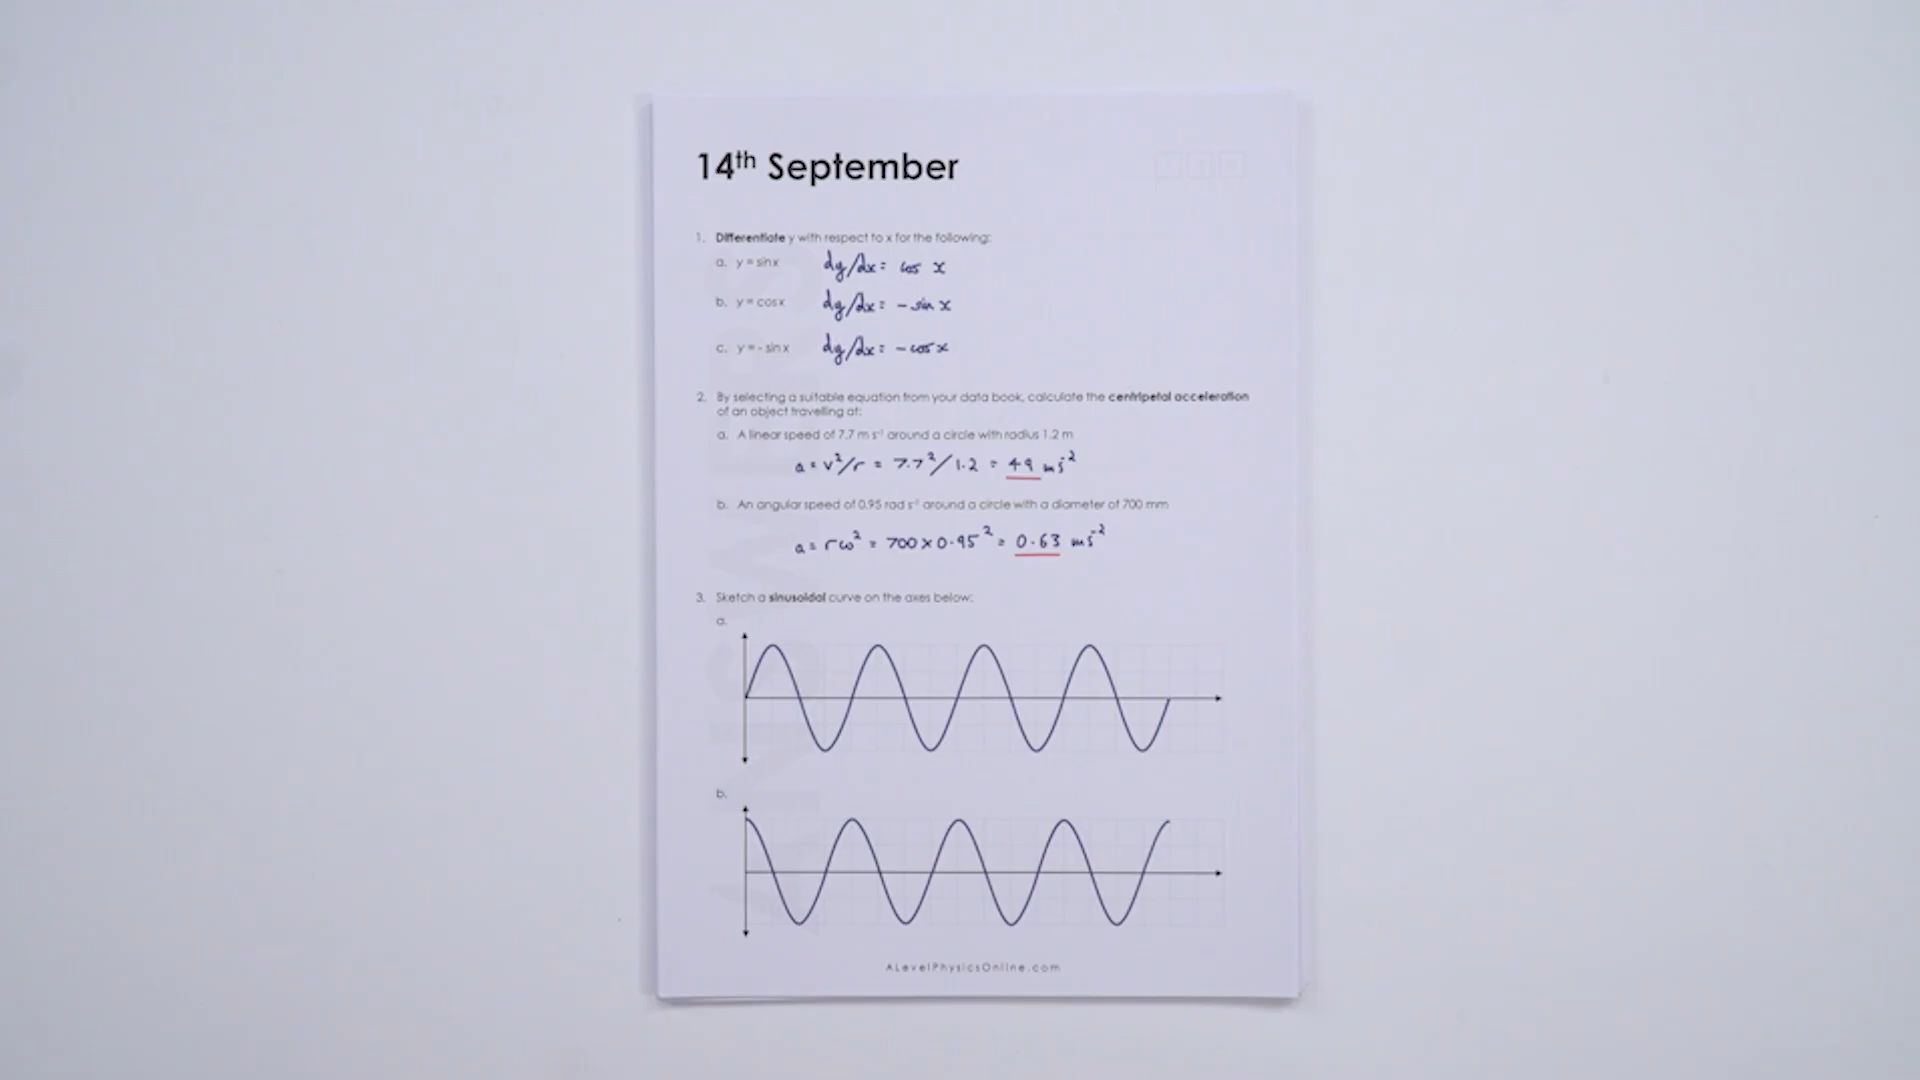 14th September
1. Differentiate y with respect to x for the following:
a. y = sinx dy/dx = cos x
b. y = cosx dy/dx = - sin x
c. y = - sinx dy/dx = - cos x
2. By selecting a suitable equation from your data book, calculate the centripetal acceleration
of an object travelling at:
a. A linear speed of 7.7 m s⁻¹ around a circle with radius 1.2 m
a = v²/r = 7.7²/1.2 = 49 ms⁻²
b. An angular speed of 0.95 rad s⁻¹ around a circle with a diameter of 700 mm
a = rω² = 700 × 0.95² = 0.63 ms⁻²
3. Sketch a sinusoidal curve on the axes below:
a.
b.
ALevelPhysicsOnline.com
ANSWERS